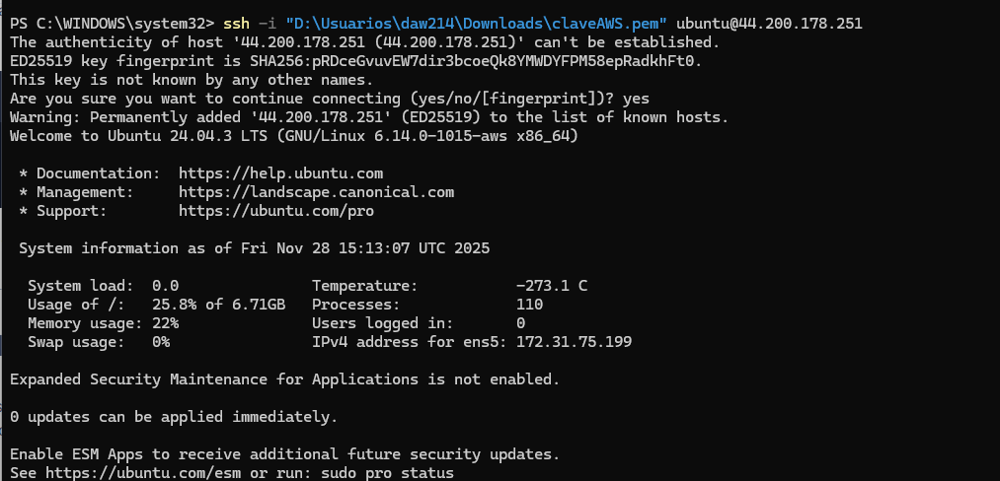 PS C:\WINDOWS\system32> ssh -i "D:\Usuarios\daw214\Downloads\claveAWS.pem" ubuntu@44.200.178.251
The authenticity of host '44.200.178.251 (44.200.178.251)' can't be established.
ED25519 key fingerprint is SHA256:pRDceGvuvEW7dir3bcoeQk8YMWDYFPM58epRadkhFt0.
This key is not known by any other names.
Are you sure you want to continue connecting (yes/no/[fingerprint])? yes
Warning: Permanently added '44.200.178.251' (ED25519) to the list of known hosts.
Welcome to Ubuntu 24.04.3 LTS (GNU/Linux 6.14.0-1015-aws x86_64)

 * Documentation:  https://help.ubuntu.com
 * Management:     https://landscape.canonical.com
 * Support:        https://ubuntu.com/pro

 System information as of Fri Nov 28 15:13:07 UTC 2025

  System load:  0.0               Temperature:           -273.1 C
  Usage of /:   25.8% of 6.71GB   Processes:             110
  Memory usage: 22%               Users logged in:       0
  Swap usage:   0%                IPv4 address for ens5: 172.31.75.199

Expanded Security Maintenance for Applications is not enabled.

0 updates can be applied immediately.

Enable ESM Apps to receive additional future security updates.
See https://ubuntu.com/esm or run: sudo pro status